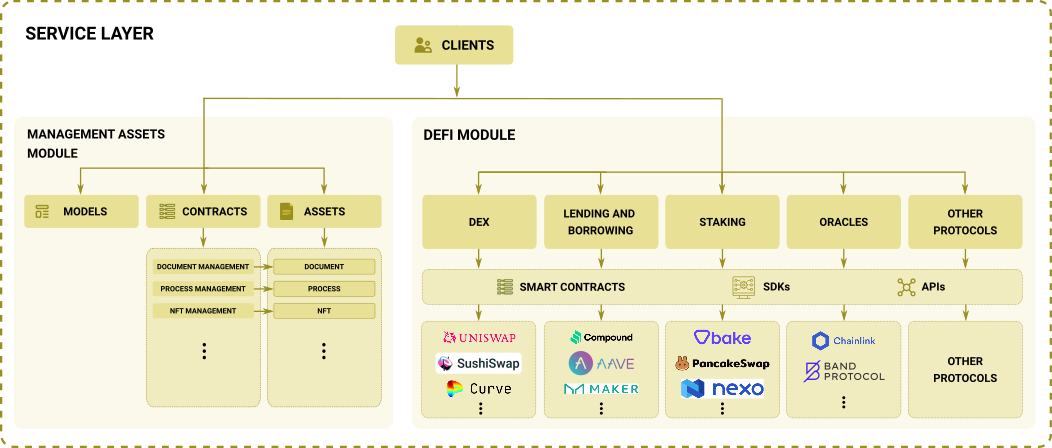 SERVICE LAYER
CLIENTS
MANAGEMENT ASSETS
MODULE
MODELS
CONTRACTS
ASSETS
DOCUMENT MANAGEMENT
DOCUMENT
PROCESS MANAGEMENT
PROCESS
NFT MANAGEMENT
NFT
DEFI MODULE
DEX
LENDING AND
BORROWING
STAKING
ORACLES
OTHER
PROTOCOLS
SMART CONTRACTS
SDKs
APIs
UNISWAP
SushiSwap
Curve
Compound
AAVE
MAKER
bake
PancakeSwap
nexo
Chainlink
BAND
PROTOCOL
OTHER
PROTOCOLS